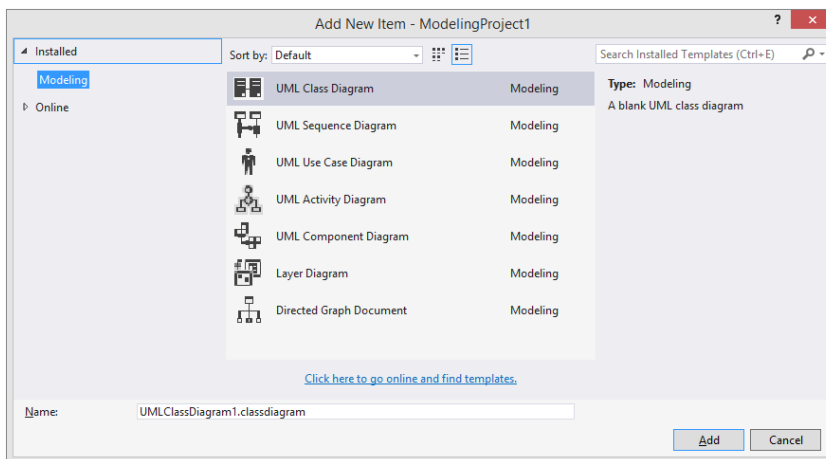 Add New Item - ModelingProject1
?
Installed
Modeling
Online
Sort by: Default
UML Class Diagram Modeling
UML Sequence Diagram Modeling
UML Use Case Diagram Modeling
UML Activity Diagram Modeling
UML Component Diagram Modeling
Layer Diagram Modeling
Directed Graph Document Modeling
Click here to go online and find templates.
Search Installed Templates (Ctrl+E)
Type: Modeling
A blank UML class diagram
Name: UMLClassDiagram1.classdiagram
Add Cancel